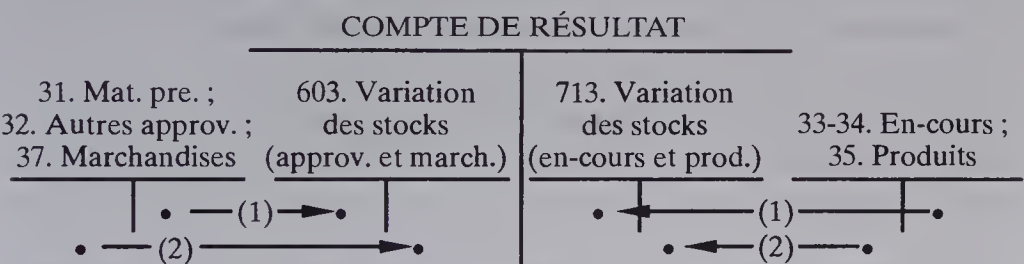 COMPTE DE RÉSULTAT
31. Mat. pre. ;
32. Autres approv. ;
37. Marchandises
603. Variation
des stocks
(approv. et march.)
713. Variation
des stocks
(en-cours et prod.)
33-34. En-cours ;
35. Produits
(1)
(1)
(2)
(2)